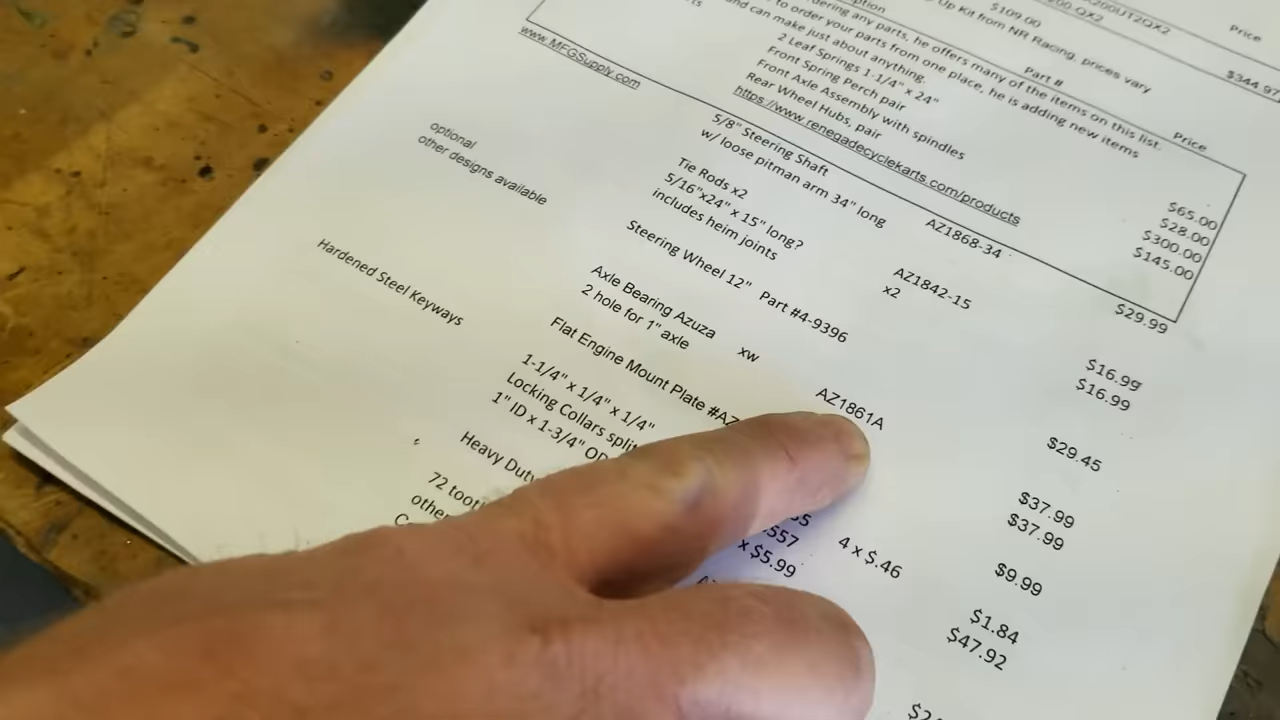 $109.00
200UT2QX2
Price
Up Kit from NR Racing, prices vary
$344.97
ordering any parts, he offers many of the items on this list.
to order your parts from one place, he is adding new items
and can make just about anything.
Part #
Price
2 Leaf Springs 1-1/4" x 24"
$65.00
Front Spring Perch pair
$28.00
Front Axle Assembly with spindles
$300.00
Rear Wheel Hubs, pair
$145.00
https://www.renegadecyclekarts.com/products
www.MFGSupply.com
5/8" Steering Shaft
w/ loose pitman arm 34" long
AZ1868-34
$29.99
optional
other designs available
Tie Rods x2
5/16"x24" x 15" long?
AZ1842-15
$16.99
includes heim joints
x2
$16.99
Steering Wheel 12" Part #4-9396
$29.45
Hardened Steel Keyways
Axle Bearing Azuza xw
AZ1861A
$37.99
2 hole for 1" axle
$37.99
Flat Engine Mount Plate #AZ
$9.99
1-1/4" x 1/4" x 1/4"
4 x $.46
$1.84
Locking Collars split
x $5.99
$47.92
1" ID x 1-3/4" OD
Heavy Duty
72 toot
othe